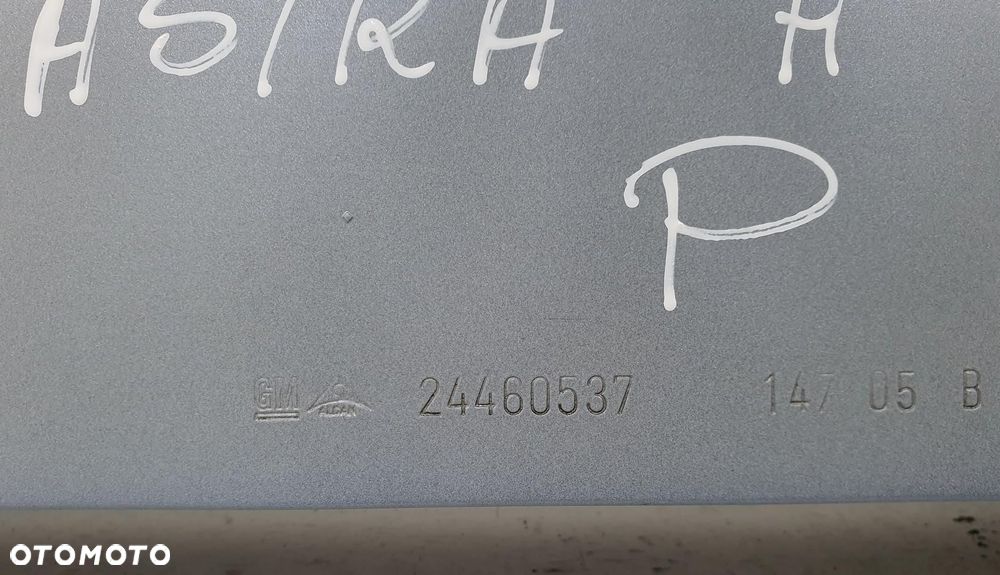 ASTRA H
P
GM ALCAN 24460537 147 05 B
OTOMOTO